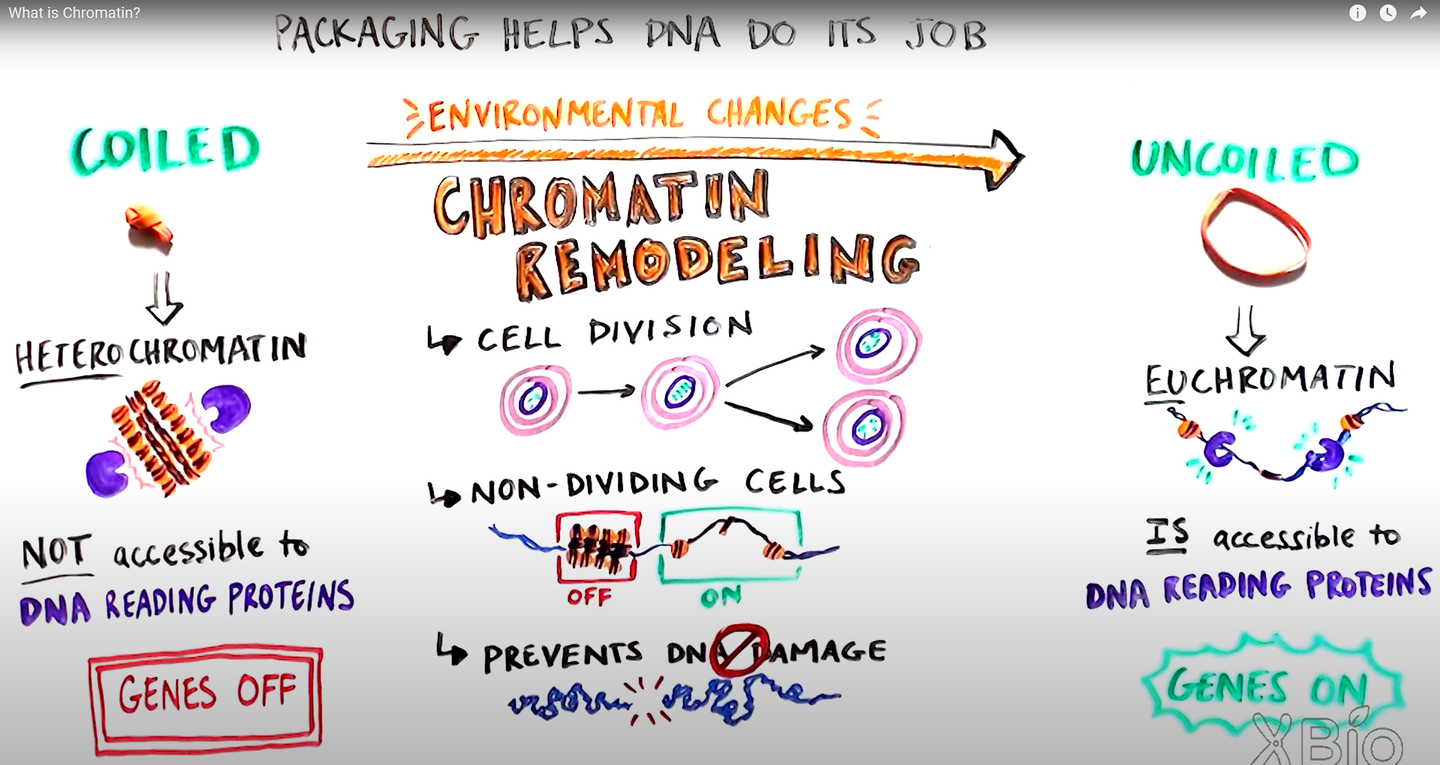 What is Chromatin?
PACKAGING HELPS DNA DO ITS JOB
COILED
HETEROCHROMATIN
NOT accessible to
DNA READING PROTEINS
GENES OFF
ENVIRONMENTAL CHANGES
CHROMATIN
REMODELING
CELL DIVISION
NON-DIVIDING CELLS
OFF
ON
PREVENTS DNA DAMAGE
UNCOILED
EUCHROMATIN
IS accessible to
DNA READING PROTEINS
GENES ON
XBio